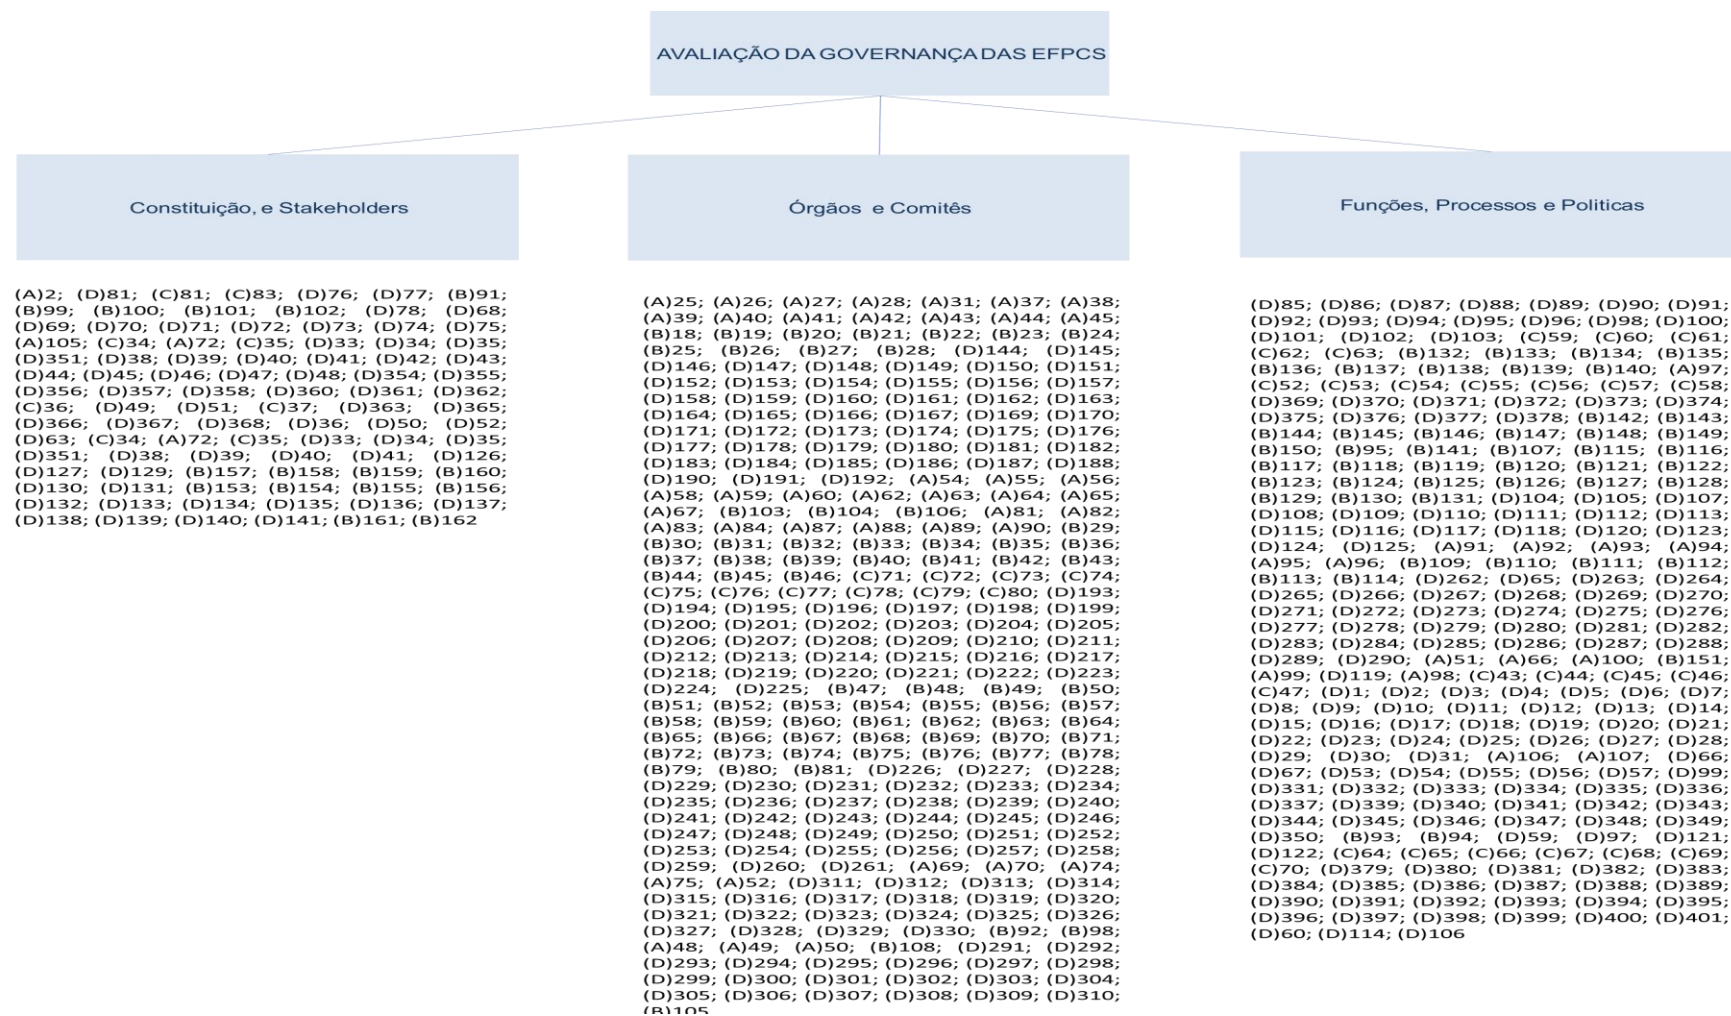 AVALIAÇÃO DA GOVERNANÇA DAS EFPCS
Constituição, e Stakeholders
(A)2; (D)81; (C)81; (C)83; (D)76; (D)77; (B)91;
(B)99; (B)100; (B)101; (B)102; (D)78; (D)68;
(D)69; (D)70; (D)71; (D)72; (D)73; (D)74; (D)75;
(A)105; (C)34; (A)72; (C)35; (D)33; (D)34; (D)35;
(D)351; (D)38; (D)39; (D)40; (D)41; (D)42; (D)43;
(D)44; (D)45; (D)46; (D)47; (D)48; (D)354; (D)355;
(D)356; (D)357; (D)358; (D)360; (D)361; (D)362;
(C)36; (D)49; (D)51; (C)37; (D)363; (D)365;
(D)366; (D)367; (D)368; (D)36; (D)50; (D)52;
(D)63; (C)34; (A)72; (C)35; (D)33; (D)34; (D)35;
(D)351; (D)38; (D)39; (D)40; (D)41; (D)126;
(D)127; (D)129; (B)157; (B)158; (B)159; (B)160;
(D)130; (D)131; (B)153; (B)154; (B)155; (B)156;
(D)132; (D)133; (D)134; (D)135; (D)136; (D)137;
(D)138; (D)139; (D)140; (D)141; (B)161; (B)162
Órgãos e Comitês
(A)25; (A)26; (A)27; (A)28; (A)31; (A)37; (A)38;
(A)39; (A)40; (A)41; (A)42; (A)43; (A)44; (A)45;
(B)18; (B)19; (B)20; (B)21; (B)22; (B)23; (B)24;
(B)25; (B)26; (B)27; (B)28; (D)144; (D)145;
(D)146; (D)147; (D)148; (D)149; (D)150; (D)151;
(D)152; (D)153; (D)154; (D)155; (D)156; (D)157;
(D)158; (D)159; (D)160; (D)161; (D)162; (D)163;
(D)164; (D)165; (D)166; (D)167; (D)169; (D)170;
(D)171; (D)172; (D)173; (D)174; (D)175; (D)176;
(D)177; (D)178; (D)179; (D)180; (D)181; (D)182;
(D)183; (D)184; (D)185; (D)186; (D)187; (D)188;
(D)190; (D)191; (D)192; (A)54; (A)55; (A)56;
(A)58; (A)59; (A)60; (A)62; (A)63; (A)64; (A)65;
(A)67; (B)103; (B)104; (B)106; (A)81; (A)82;
(A)83; (A)84; (A)87; (A)88; (A)89; (A)90; (B)29;
(B)30; (B)31; (B)32; (B)33; (B)34; (B)35; (B)36;
(B)37; (B)38; (B)39; (B)40; (B)41; (B)42; (B)43;
(B)44; (B)45; (B)46; (C)71; (C)72; (C)73; (C)74;
(C)75; (C)76; (C)77; (C)78; (C)79; (C)80; (D)193;
(D)194; (D)195; (D)196; (D)197; (D)198; (D)199;
(D)200; (D)201; (D)202; (D)203; (D)204; (D)205;
(D)206; (D)207; (D)208; (D)209; (D)210; (D)211;
(D)212; (D)213; (D)214; (D)215; (D)216; (D)217;
(D)218; (D)219; (D)220; (D)221; (D)222; (D)223;
(D)224; (D)225; (B)47; (B)48; (B)49; (B)50;
(B)51; (B)52; (B)53; (B)54; (B)55; (B)56; (B)57;
(B)58; (B)59; (B)60; (B)61; (B)62; (B)63; (B)64;
(B)65; (B)66; (B)67; (B)68; (B)69; (B)70; (B)71;
(B)72; (B)73; (B)74; (B)75; (B)76; (B)77; (B)78;
(B)79; (B)80; (B)81; (D)226; (D)227; (D)228;
(D)229; (D)230; (D)231; (D)232; (D)233; (D)234;
(D)235; (D)236; (D)237; (D)238; (D)239; (D)240;
(D)241; (D)242; (D)243; (D)244; (D)245; (D)246;
(D)247; (D)248; (D)249; (D)250; (D)251; (D)252;
(D)253; (D)254; (D)255; (D)256; (D)257; (D)258;
(D)259; (D)260; (D)261; (A)69; (A)70; (A)74;
(A)75; (A)52; (D)311; (D)312; (D)313; (D)314;
(D)315; (D)316; (D)317; (D)318; (D)319; (D)320;
(D)321; (D)322; (D)323; (D)324; (D)325; (D)326;
(D)327; (D)328; (D)329; (D)330; (B)92; (B)98;
(A)48; (A)49; (A)50; (B)108; (D)291; (D)292;
(D)293; (D)294; (D)295; (D)296; (D)297; (D)298;
(D)299; (D)300; (D)301; (D)302; (D)303; (D)304;
(D)305; (D)306; (D)307; (D)308; (D)309; (D)310;
(B)105
Funções, Processos e Politicas
(D)85; (D)86; (D)87; (D)88; (D)89; (D)90; (D)91;
(D)92; (D)93; (D)94; (D)95; (D)96; (D)98; (D)100;
(D)101; (D)102; (D)103; (C)59; (C)60; (C)61;
(C)62; (C)63; (B)132; (B)133; (B)134; (B)135;
(B)136; (B)137; (B)138; (B)139; (B)140; (A)97;
(C)52; (C)53; (C)54; (C)55; (C)56; (C)57; (C)58;
(D)369; (D)370; (D)371; (D)372; (D)373; (D)374;
(D)375; (D)376; (D)377; (D)378; (B)142; (B)143;
(B)144; (B)145; (B)146; (B)147; (B)148; (B)149;
(B)150; (B)95; (B)141; (B)107; (B)115; (B)116;
(B)117; (B)118; (B)119; (B)120; (B)121; (B)122;
(B)123; (B)124; (B)125; (B)126; (B)127; (B)128;
(B)129; (B)130; (B)131; (D)104; (D)105; (D)107;
(D)108; (D)109; (D)110; (D)111; (D)112; (D)113;
(D)115; (D)116; (D)117; (D)118; (D)120; (D)123;
(D)124; (D)125; (A)91; (A)92; (A)93; (A)94;
(A)95; (A)96; (B)109; (B)110; (B)111; (B)112;
(B)113; (B)114; (D)262; (D)65; (D)263; (D)264;
(D)265; (D)266; (D)267; (D)268; (D)269; (D)270;
(D)271; (D)272; (D)273; (D)274; (D)275; (D)276;
(D)277; (D)278; (D)279; (D)280; (D)281; (D)282;
(D)283; (D)284; (D)285; (D)286; (D)287; (D)288;
(D)289; (D)290; (A)51; (A)66; (A)100; (B)151;
(A)99; (D)119; (A)98; (C)43; (C)44; (C)45; (C)46;
(C)47; (D)1; (D)2; (D)3; (D)4; (D)5; (D)6; (D)7;
(D)8; (D)9; (D)10; (D)11; (D)12; (D)13; (D)14;
(D)15; (D)16; (D)17; (D)18; (D)19; (D)20; (D)21;
(D)22; (D)23; (D)24; (D)25; (D)26; (D)27; (D)28;
(D)29; (D)30; (D)31; (A)106; (A)107; (D)66;
(D)67; (D)53; (D)54; (D)55; (D)56; (D)57; (D)99;
(D)331; (D)332; (D)333; (D)334; (D)335; (D)336;
(D)337; (D)339; (D)340; (D)341; (D)342; (D)343;
(D)344; (D)345; (D)346; (D)347; (D)348; (D)349;
(D)350; (B)93; (B)94; (D)59; (D)97; (D)121;
(D)122; (C)64; (C)65; (C)66; (C)67; (C)68; (C)69;
(C)70; (D)379; (D)380; (D)381; (D)382; (D)383;
(D)384; (D)385; (D)386; (D)387; (D)388; (D)389;
(D)390; (D)391; (D)392; (D)393; (D)394; (D)395;
(D)396; (D)397; (D)398; (D)399; (D)400; (D)401;
(D)60; (D)114; (D)106